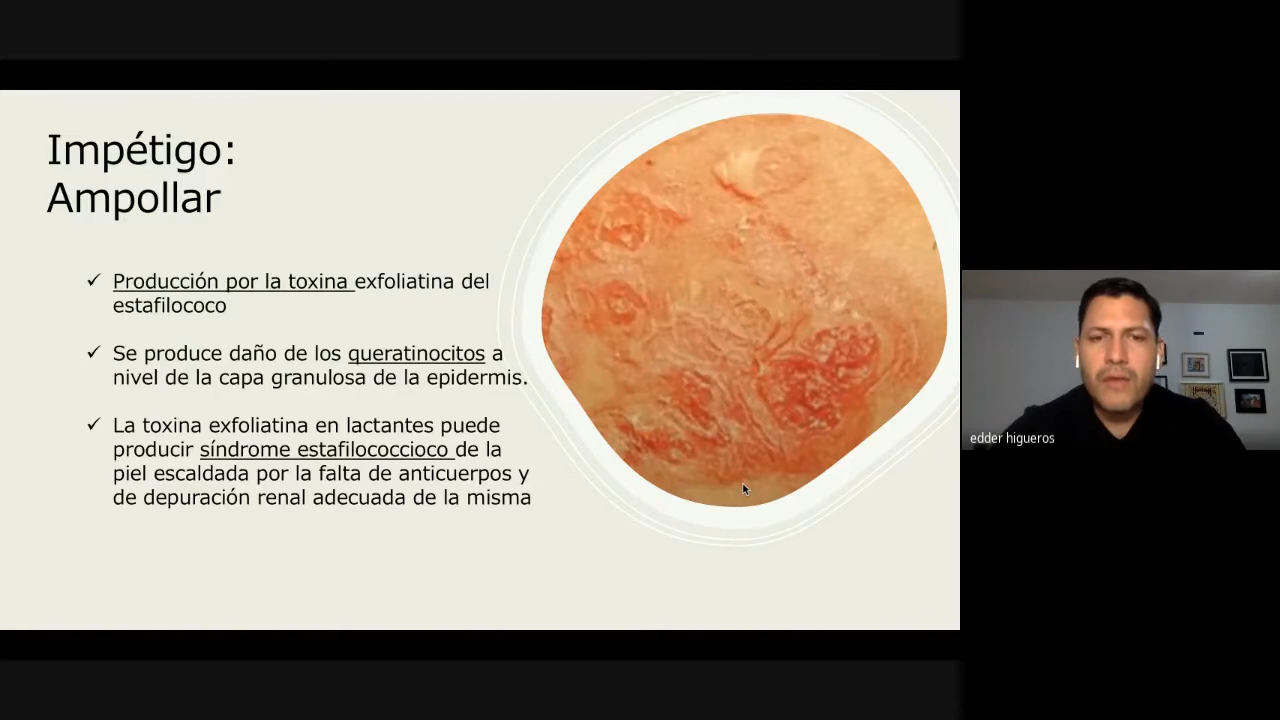 Impétigo:
Ampollar
✓ Producción por la toxina exfoliatina del
estafilococo
✓ Se produce daño de los queratinocitos a
nivel de la capa granulosa de la epidermis.
✓ La toxina exfoliatina en lactantes puede
producir síndrome estafilococcioco de la
piel escaldada por la falta de anticuerpos y
de depuración renal adecuada de la misma
edder higueros